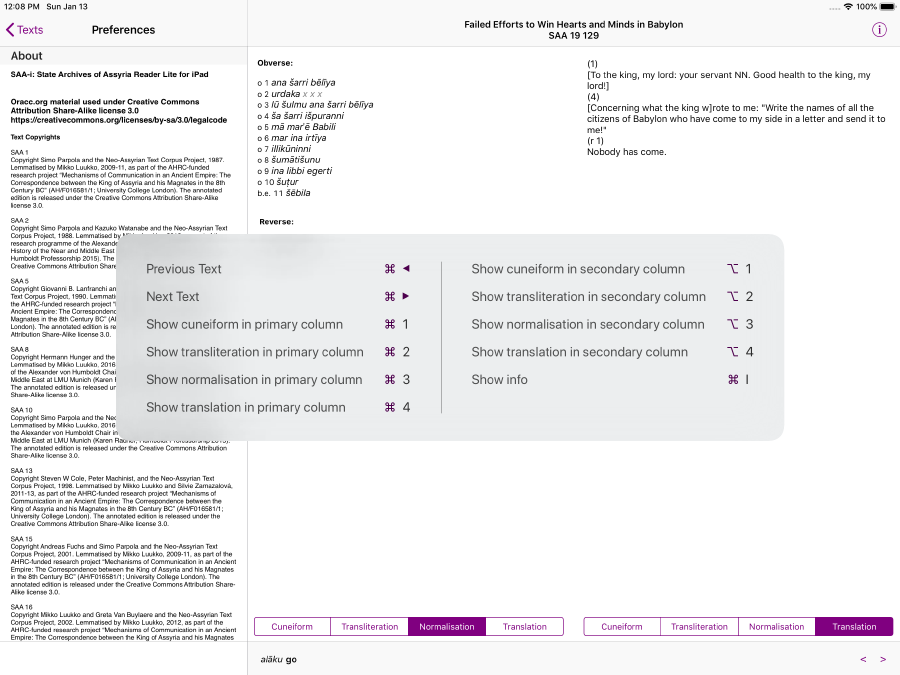 12:08 PM Sun Jan 13
100%
Texts
Preferences
Failed Efforts to Win Hearts and Minds in Babylon
SAA 19 129
About
SAA-i: State Archives of Assyria Reader Lite for iPad
Oracc.org material used under Creative Commons
Attribution Share-Alike license 3.0
https://creativecommons.org/licenses/by-sa/3.0/legalcode
Text Copyrights
SAA 1
Copyright Simo Parpola and the Neo-Assyrian Text Corpus Project, 1987.
Lemmatised by Mikko Luukko, 2009-11, as part of the AHRC-funded
research project "Mechanisms of Communication in an Ancient Empire: The
Correspondence between the King of Assyria and his Magnates in the 8th
Century BC" (AH/F016581/1; University College London). The annotated
edition is released under the Creative Commons Attribution Share-Alike
license 3.0.
SAA 2
Copyright Simo Parpola and Kazuko Watanabe and the Neo-Assyrian Text
Corpus Project, 1988. Lemmatised by
research programme of the Alexander
History of the Near and Middle East
Humboldt Professorship 2015). The
Creative Commons Attribution Share
SAA 5
Copyright Giovanni B. Lanfranchi an
Text Corpus Project, 1990. Lemmati
the AHRC-funded research project "
Ancient Empire: The Correspondenc
Magnates in the 8th Century BC" (A
London). The annotated edition is re
Attribution Share-Alike license 3.0.
SAA 8
Copyright Hermann Hunger and the
Lemmatised by Mikko Luukko, 2016
the Alexander von Humboldt Chair
Middle East at LMU Munich (Karen
The annotated edition is released un
Share-Alike license 3.0.
SAA 10
Copyright Simo Parpola and the Neo
Lemmatised by Mikko Luukko, 2016
the Alexander von Humboldt Chair in
Middle East at LMU Munich (Karen Radner, Humboldt Professorship 2015).
The annotated edition is released under the Creative Commons Attribution
Share-Alike license 3.0.
SAA 13
Copyright Steven W Cole, Peter Machinist, and the Neo-Assyrian Text
Corpus Project, 1998. Lemmatised by Mikko Luukko and Silvie Zamazalová,
2011-13, as part of the AHRC-funded research project "Mechanisms of
Communication in an Ancient Empire: The Correspondence between the
King of Assyria and his Magnates in the 8th Century BC" (AH/F016581/1;
University College London). The annotated edition is released under the
Creative Commons Attribution Share-Alike license 3.0.
SAA 15
Copyright Andreas Fuchs and Simo Parpola and the Neo-Assyrian Text
Corpus Project, 2001. Lemmatised by Mikko Luukko, 2009-11, as part of the
AHRC-funded research project "Mechanisms of Communication in an Ancient
Empire: The Correspondence between the King of Assyria and his Magnates
in the 8th Century BC" (AH/F016581/1; University College London). The
annotated edition is released under the Creative Commons Attribution Share-
Alike license 3.0.
SAA 16
Copyright Mikko Luukko and Greta Van Buylaere and the Neo-Assyrian Text
Corpus Project, 2002. Lemmatised by Mikko Luukko, 2012, as part of the
AHRC-funded research project "Mechanisms of Communication in an Ancient
Empire: The Correspondence between the King of Assyria and his Magnates
Obverse:
o 1 ana šarri bēlīya
o 2 urdaka x x x
o 3 lū šulmu ana šarri bēlīya
o 4 ša šarri išpuranni
o 5 mā mar'ē Babili
o 6 mar ina irtīya
o 7 illikūninni
o 8 šumātišunu
o 9 ina libbi egerti
o 10 šuṭur
b.e. 11 šēbila
Reverse:
(1)
[To the king, my lord: your servant NN. Good health to the king, my
lord!]
(4)
[Concerning what the king w]rote to me: "Write the names of all the
citizens of Babylon who have come to my side in a letter and send it to
me!"
(r 1)
Nobody has come.
Previous Text ⌘ ◀
Next Text ⌘ ▶
Show cuneiform in primary column ⌘ 1
Show transliteration in primary column ⌘ 2
Show normalisation in primary column ⌘ 3
Show translation in primary column ⌘ 4
Show cuneiform in secondary column ⌥ 1
Show transliteration in secondary column ⌥ 2
Show normalisation in secondary column ⌥ 3
Show translation in secondary column ⌥ 4
Show info ⌘ I
Cuneiform Transliteration Normalisation Translation
Cuneiform Transliteration Normalisation Translation
alāku go
< >